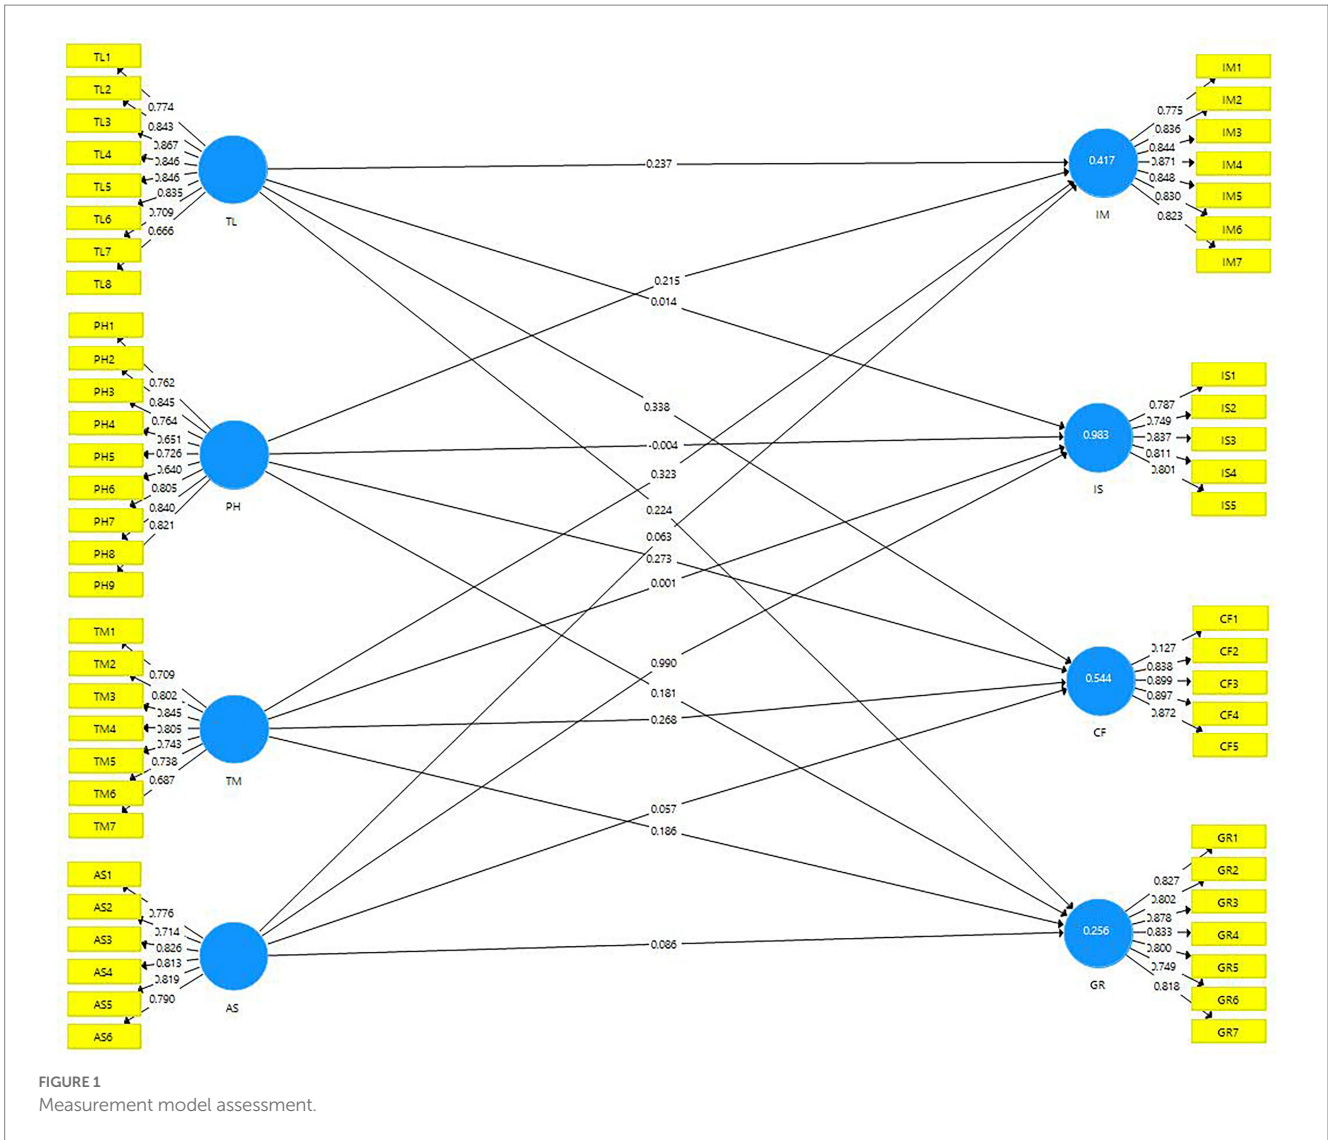 TL1
TL2
TL3
TL4
TL5
TL6
TL7
TL8
0.774
0.843
0.867
0.846
0.846
0.835
0.709
0.666
TL
PH1
PH2
PH3
PH4
PH5
PH6
PH7
PH8
PH9
0.762
0.845
0.764
0.651
0.726
0.640
0.805
0.840
0.821
PH
TM1
TM2
TM3
TM4
TM5
TM6
TM7
0.709
0.802
0.845
0.805
0.743
0.738
0.687
TM
AS1
AS2
AS3
AS4
AS5
AS6
0.776
0.714
0.826
0.813
0.819
0.790
AS
0.237
0.215
0.014
0.338
-0.004
0.323
0.224
0.063
0.273
0.001
0.990
0.181
0.268
0.057
0.186
0.086
0.417
IM
0.775
0.836
0.844
0.871
0.848
0.830
0.823
IM1
IM2
IM3
IM4
IM5
IM6
IM7
0.983
IS
0.787
0.749
0.837
0.811
0.801
IS1
IS2
IS3
IS4
IS5
0.544
CF
0.127
0.838
0.899
0.897
0.872
CF1
CF2
CF3
CF4
CF5
0.256
GR
0.827
0.802
0.878
0.833
0.800
0.749
0.818
GR1
GR2
GR3
GR4
GR5
GR6
GR7
FIGURE 1
Measurement model assessment.